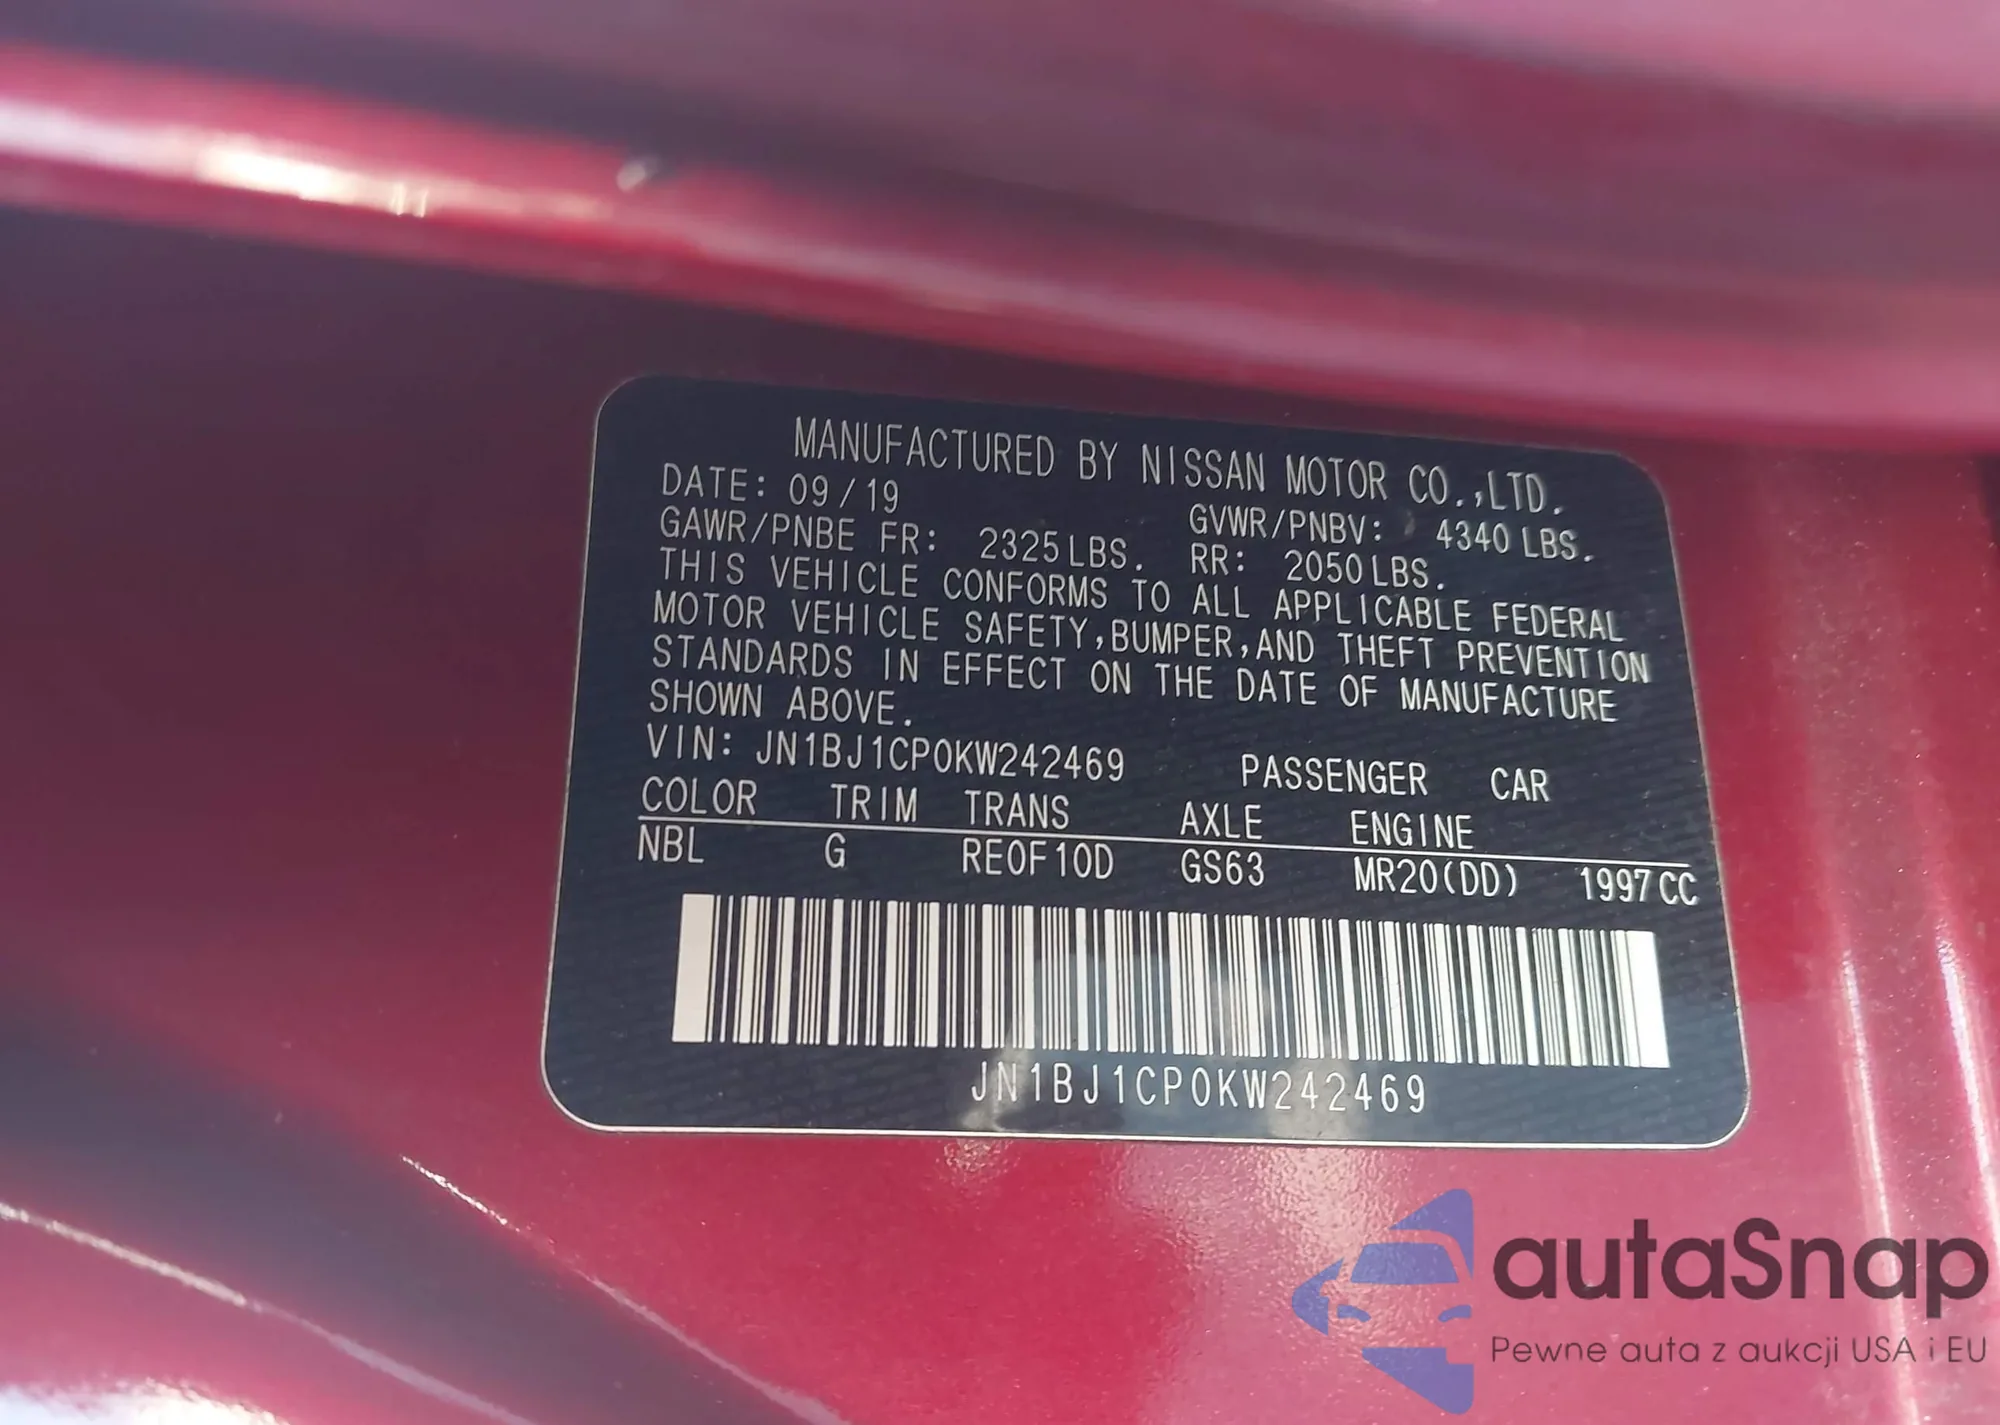 MANUFACTURED BY NISSAN MOTOR CO.,LTD.
DATE: 09/19 GVWR/PNBV: 4340 LBS.
GAWR/PNBE FR: 2325 LBS. RR: 2050 LBS.
THIS VEHICLE CONFORMS TO ALL APPLICABLE FEDERAL
MOTOR VEHICLE SAFETY, BUMPER, AND THEFT PREVENTION
STANDARDS IN EFFECT ON THE DATE OF MANUFACTURE
SHOWN ABOVE.
VIN: JN1BJ1CP0KW242469 PASSENGER CAR
COLOR TRIM TRANS AXLE ENGINE
NBL G RE0F10D GS63 MR20(DD) 1997 CC
JN1BJ1CP0KW242469
autaSnap
Pewne auta z aukcji USA i EU